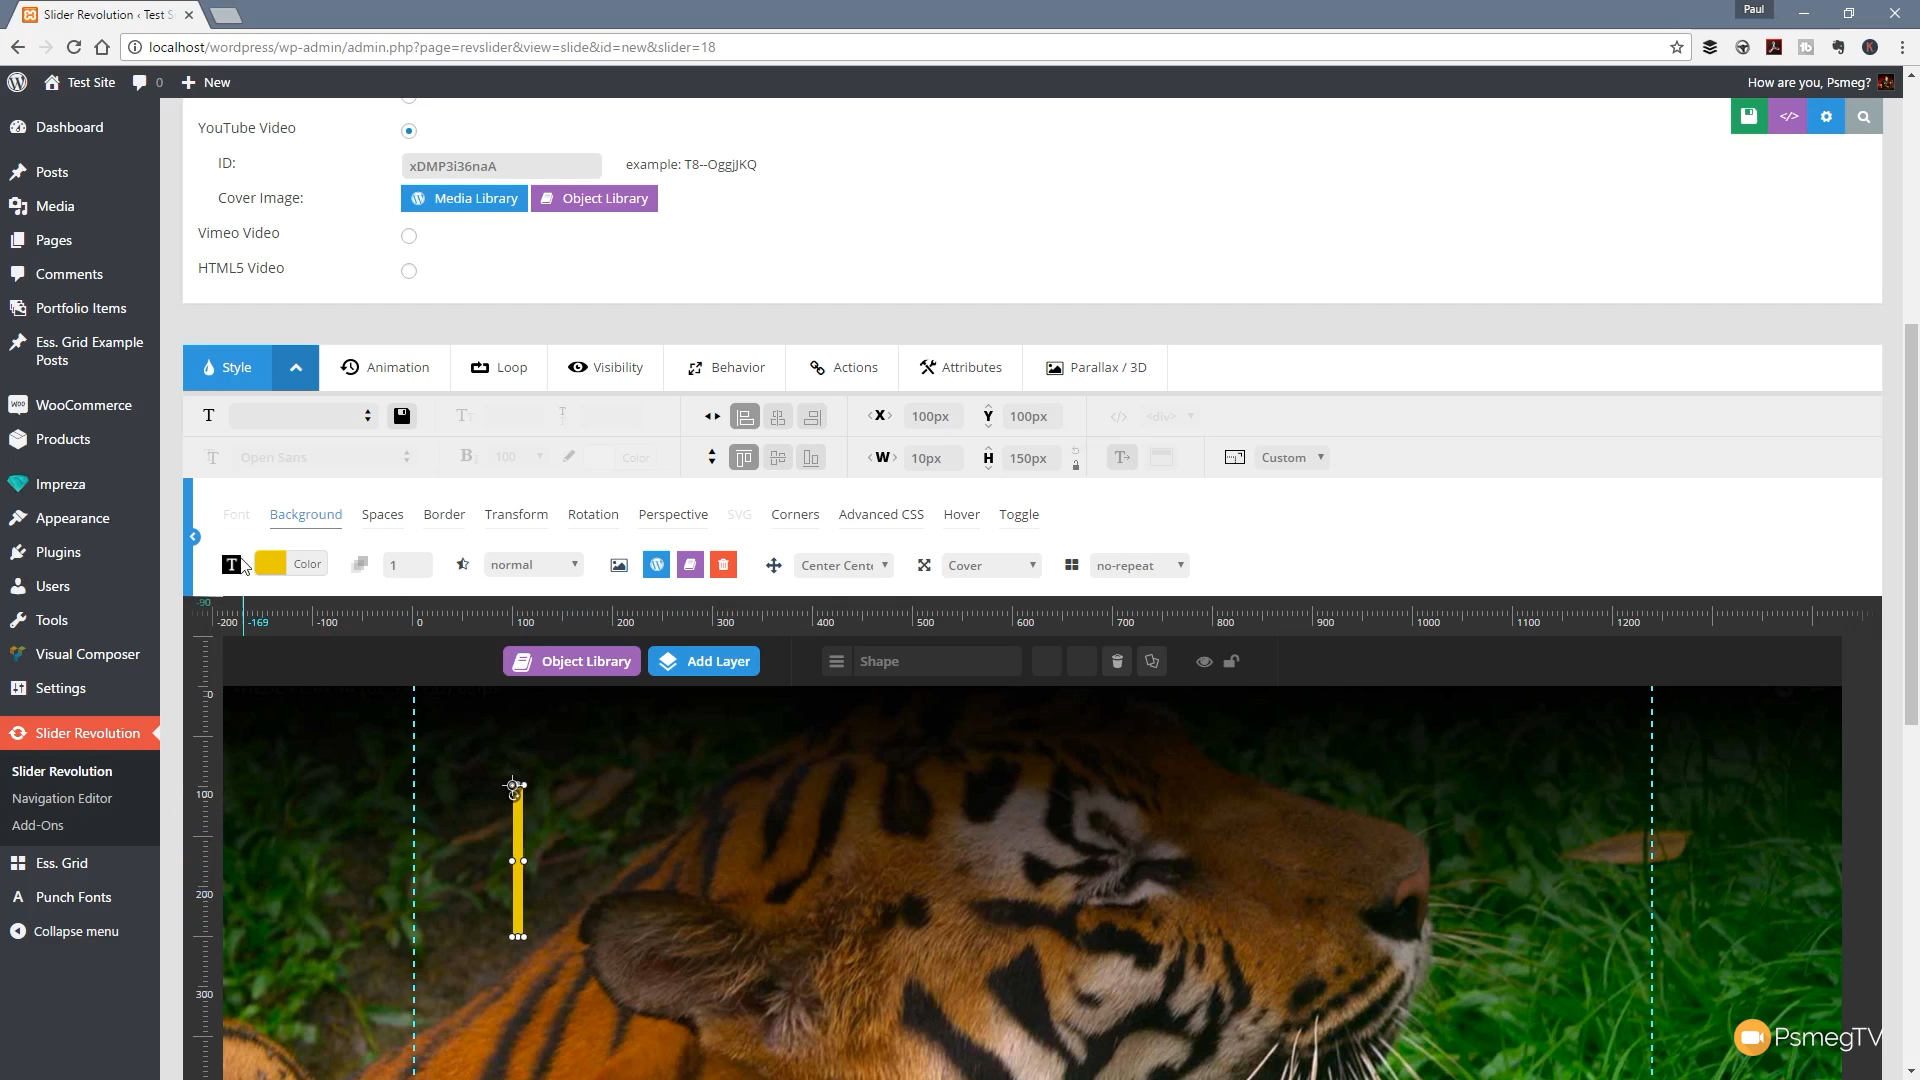 Slider Revolution ‹ Test S
Paul
localhost/wordpress/wp-admin/admin.php?page=revslider&view=slide&id=new&slider=18
Test Site
0
New
How are you, Psmeg?
Dashboard
Posts
Media
Pages
Comments
Portfolio Items
Ess. Grid Example
Posts
WooCommerce
Products
Impreza
Appearance
Plugins
Users
Tools
Visual Composer
Settings
Slider Revolution
Slider Revolution
Navigation Editor
Add-Ons
Ess. Grid
Punch Fonts
Collapse menu
YouTube Video
ID:
xDMP3i36naA
example: T8--OggjJKQ
Cover Image:
Media Library
Object Library
Vimeo Video
HTML5 Video
Style
Animation
Loop
Visibility
Behavior
Actions
Attributes
Parallax / 3D
X 100px Y 100px <div>
Open Sans 100 Color W 10px H 150px Custom
Font Background Spaces Border Transform Rotation Perspective SVG Corners Advanced CSS Hover Toggle
T Color 1 normal Center Cente Cover no-repeat
-90
-200 -169 -100 0 100 200 300 400 500 600 700 800 900 1000 1100 1200
Object Library
Add Layer
Shape
0
100
200
300
PsmegTV